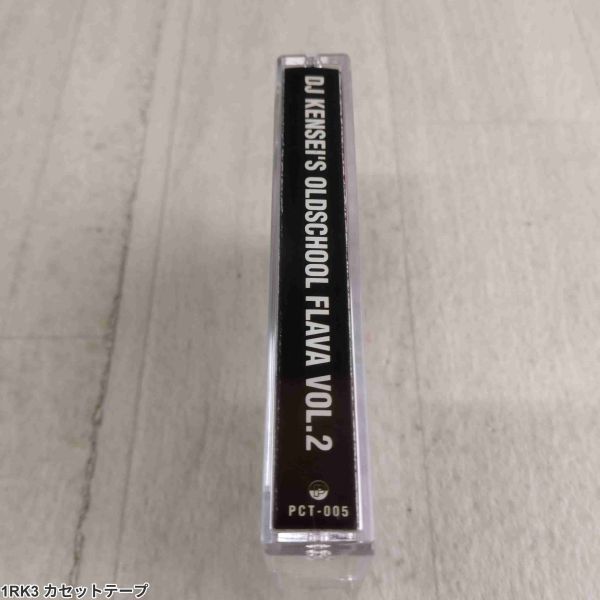 DJ KENSEI'S OLDSCHOOL FLAVA VOL.2
PCT-005
1RK3 カセットテープ